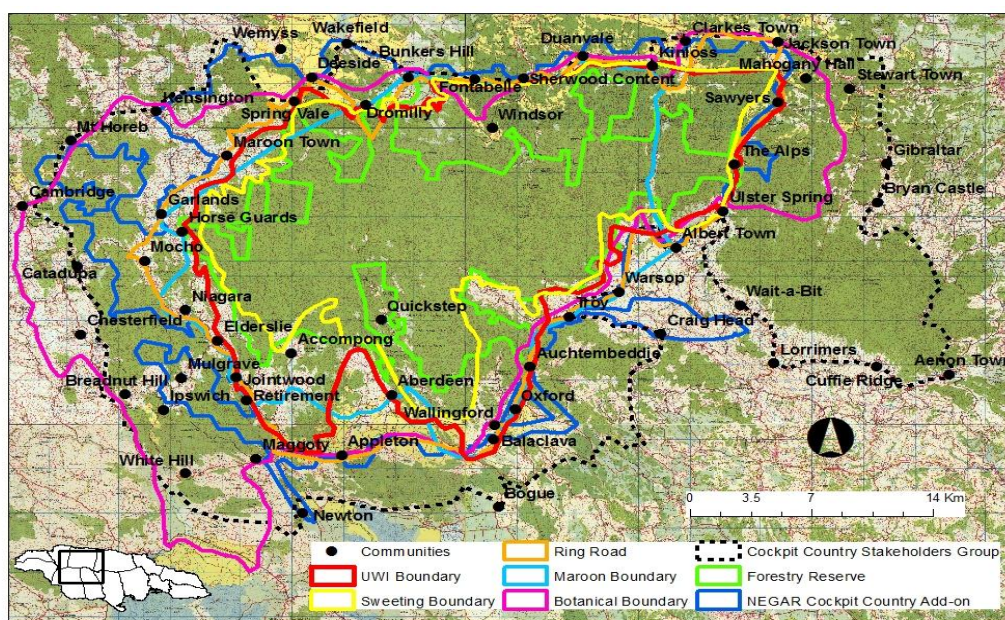 Wemyss
Wakefield
Bunkers Hill
Deeside
Duanvale
Clarkes Town
Kinloss
Jackson Town
Mahogany Hall
Stewart Town
Sherwood Content
Fontabelle
Kensington
Spring Vale
Dromilly
Windsor
Sawyers
Mt Horeb
Maroon Town
The Alps
Gibraltar
Cambridge
Garlands
Horse Guards
Ulster Spring
Bryan Castle
Mocho
Albert Town
Catadupa
Niagara
Quickstep
Warsop
Wait-a-Bit
Chesterfield
Elderslie
Accompong
Troy
Craig Head
Mulgrave
Auchtembeddie
Lorrimers
Aenon Town
Breadnut Hill
Jointwood
Aberdeen
Cuffie Ridge
Ipswich
Retirement
Wallingford
Oxford
Maggoty
Appleton
Balaclava
White Hill
Bogue
Newton
0 3.5 7 14 Km
Communities
Ring Road
Cockpit Country Stakeholders Group
UWI Boundary
Maroon Boundary
Forestry Reserve
Sweeting Boundary
Botanical Boundary
NEGAR Cockpit Country Add-on